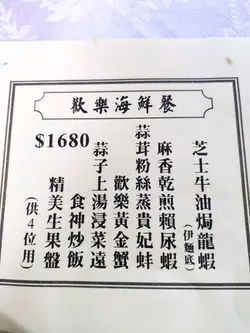 歡樂海鮮餐
$1680
芝士牛油焗龍蝦
(伊麵底)
麻香乾煎賴尿蝦
蒜茸粉絲蒸貴妃蚌
歡樂黃金蟹
蒜子上湯浸菜遠
食神炒飯
精美生果盤
(供4位用)